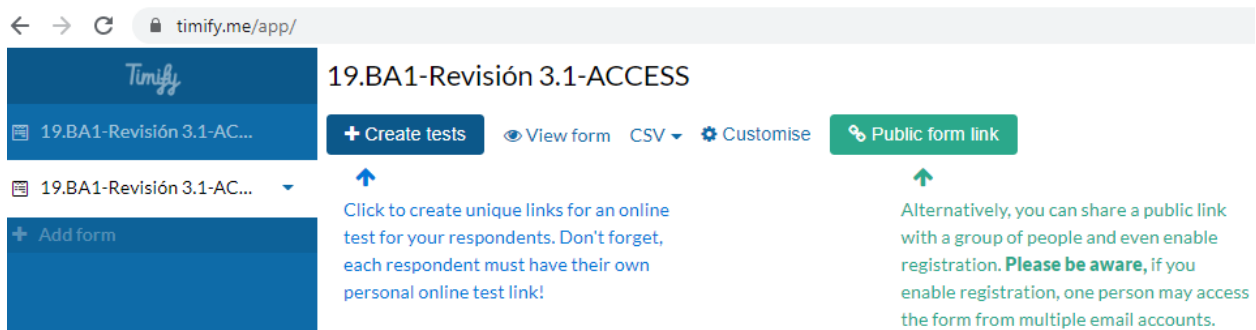 timify.me/app/
Timify
19.BA1-Revisión 3.1-AC...
19.BA1-Revisión 3.1-AC...
+ Add form
19.BA1-Revisión 3.1-ACCESS
+ Create tests View form CSV Customise Public form link
Click to create unique links for an online
test for your respondents. Don't forget,
each respondent must have their own
personal online test link!
Alternatively, you can share a public link
with a group of people and even enable
registration. Please be aware, if you
enable registration, one person may access
the form from multiple email accounts.